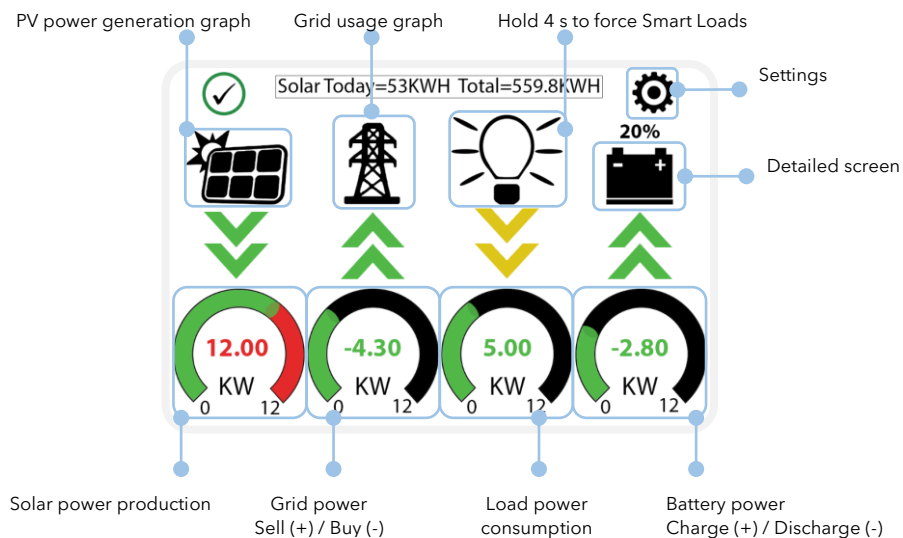 PV power generation graph
Grid usage graph
Hold 4 s to force Smart Loads
Solar Today=53KWH Total=559.8KWH
Settings
20%
- +
Detailed screen
12.00
KW
0 12
-4.30
KW
0 12
5.00
KW
0 12
-2.80
KW
0 12
Solar power production
Grid power
Sell (+) / Buy (-)
Load power
consumption
Battery power
Charge (+) / Discharge (-)